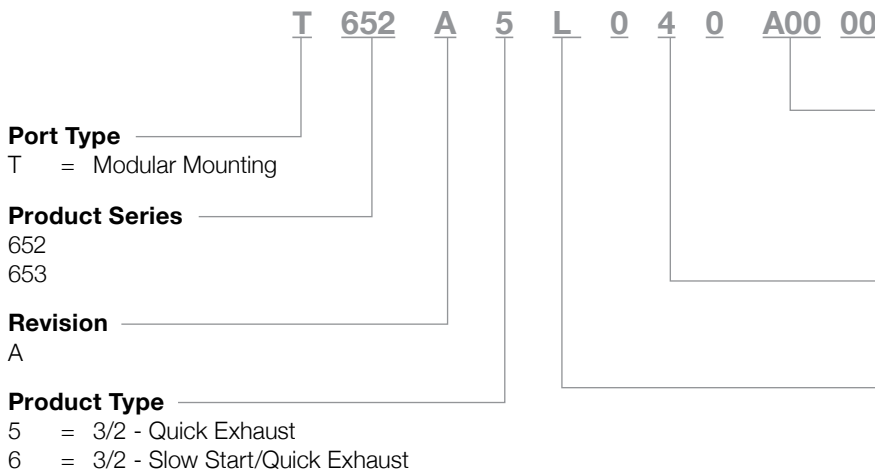 T 652 A 5 L 0 4 0 A00 00
Port Type
T = Modular Mounting
Product Series
652
653
Revision
A
Product Type
5 = 3/2 - Quick Exhaust
6 = 3/2 - Slow Start/Quick Exhaust